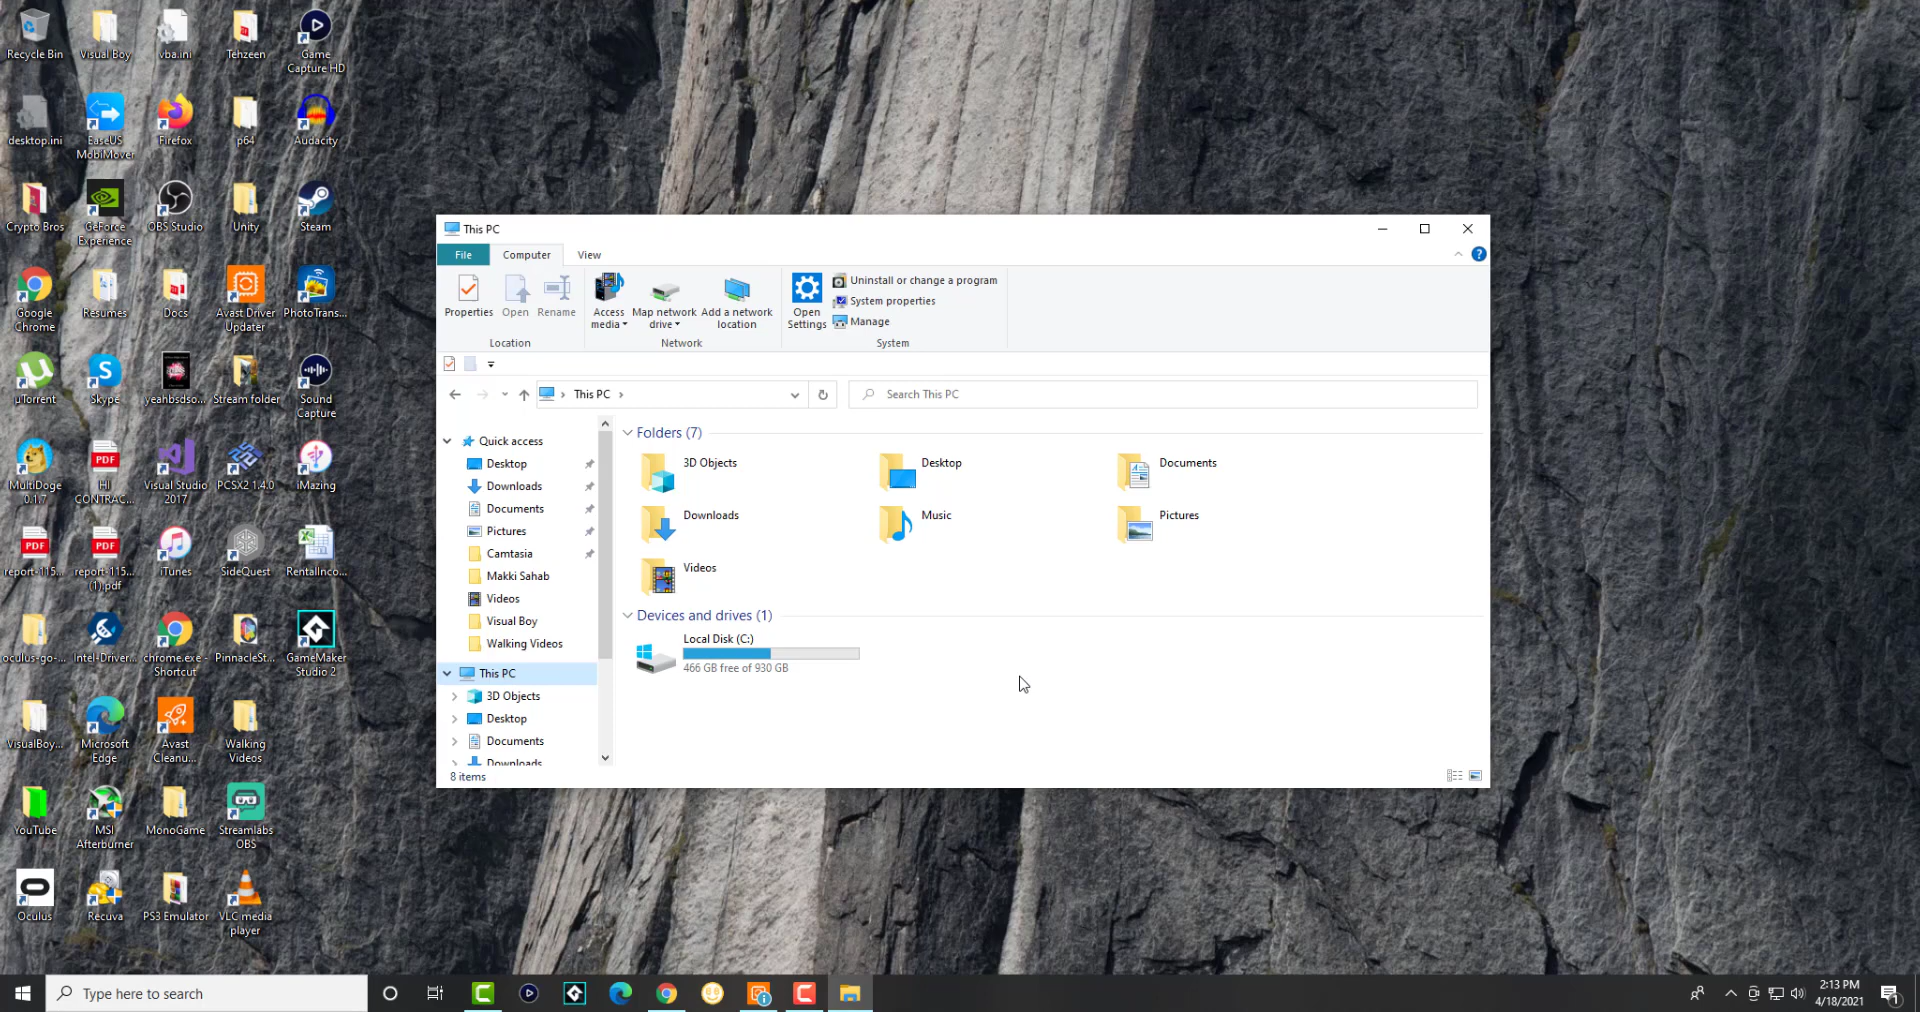 Recycle Bin
Visual Boy
vba.ini
Tehzeen
Game
Capture HD
desktop.ini
EaseUS
MobiMover
Firefox
p64
Audacity
Crypto Bros
GeForce
Experience
OBS Studio
Unity
Steam
Google
Chrome
Resumes
Docs
Avast Driver
Updater
PhotoTrans...
µTorrent
Skype
yeahbsdso...
Stream folder
Sound
Capture
MultiDoge
0.1.7
PDF
HI
CONTRAC...
Visual Studio
2017
PCSX2 1.4.0
iMazing
PDF
report-115...
PDF
report-115...
(1).pdf
iTunes
SideQuest
RentalInco...
oculus-go-...
Intel-Driver...
chrome.exe -
Shortcut
PinnacleSt...
GameMaker
Studio 2
VisualBoy...
Microsoft
Edge
Avast
Cleanu...
Walking
Videos
YouTube
MSI
Afterburner
MonoGame
Streamlabs
OBS
Oculus
Recuva
PS3 Emulator
VLC media
player
This PC
File
Computer
View
Properties
Open
Rename
Access
media
Map network
drive
Add a network
location
Open
Settings
Uninstall or change a program
System properties
Manage
Location
Network
System
This PC
Search This PC
Quick access
Desktop
Downloads
Documents
Pictures
Camtasia
Makki Sahab
Videos
Visual Boy
Walking Videos
This PC
3D Objects
Desktop
Documents
Downloads
Folders (7)
3D Objects
Desktop
Documents
Downloads
Music
Pictures
Videos
Devices and drives (1)
Local Disk (C:)
466 GB free of 930 GB
8 items
Type here to search
2:13 PM
4/18/2021
1